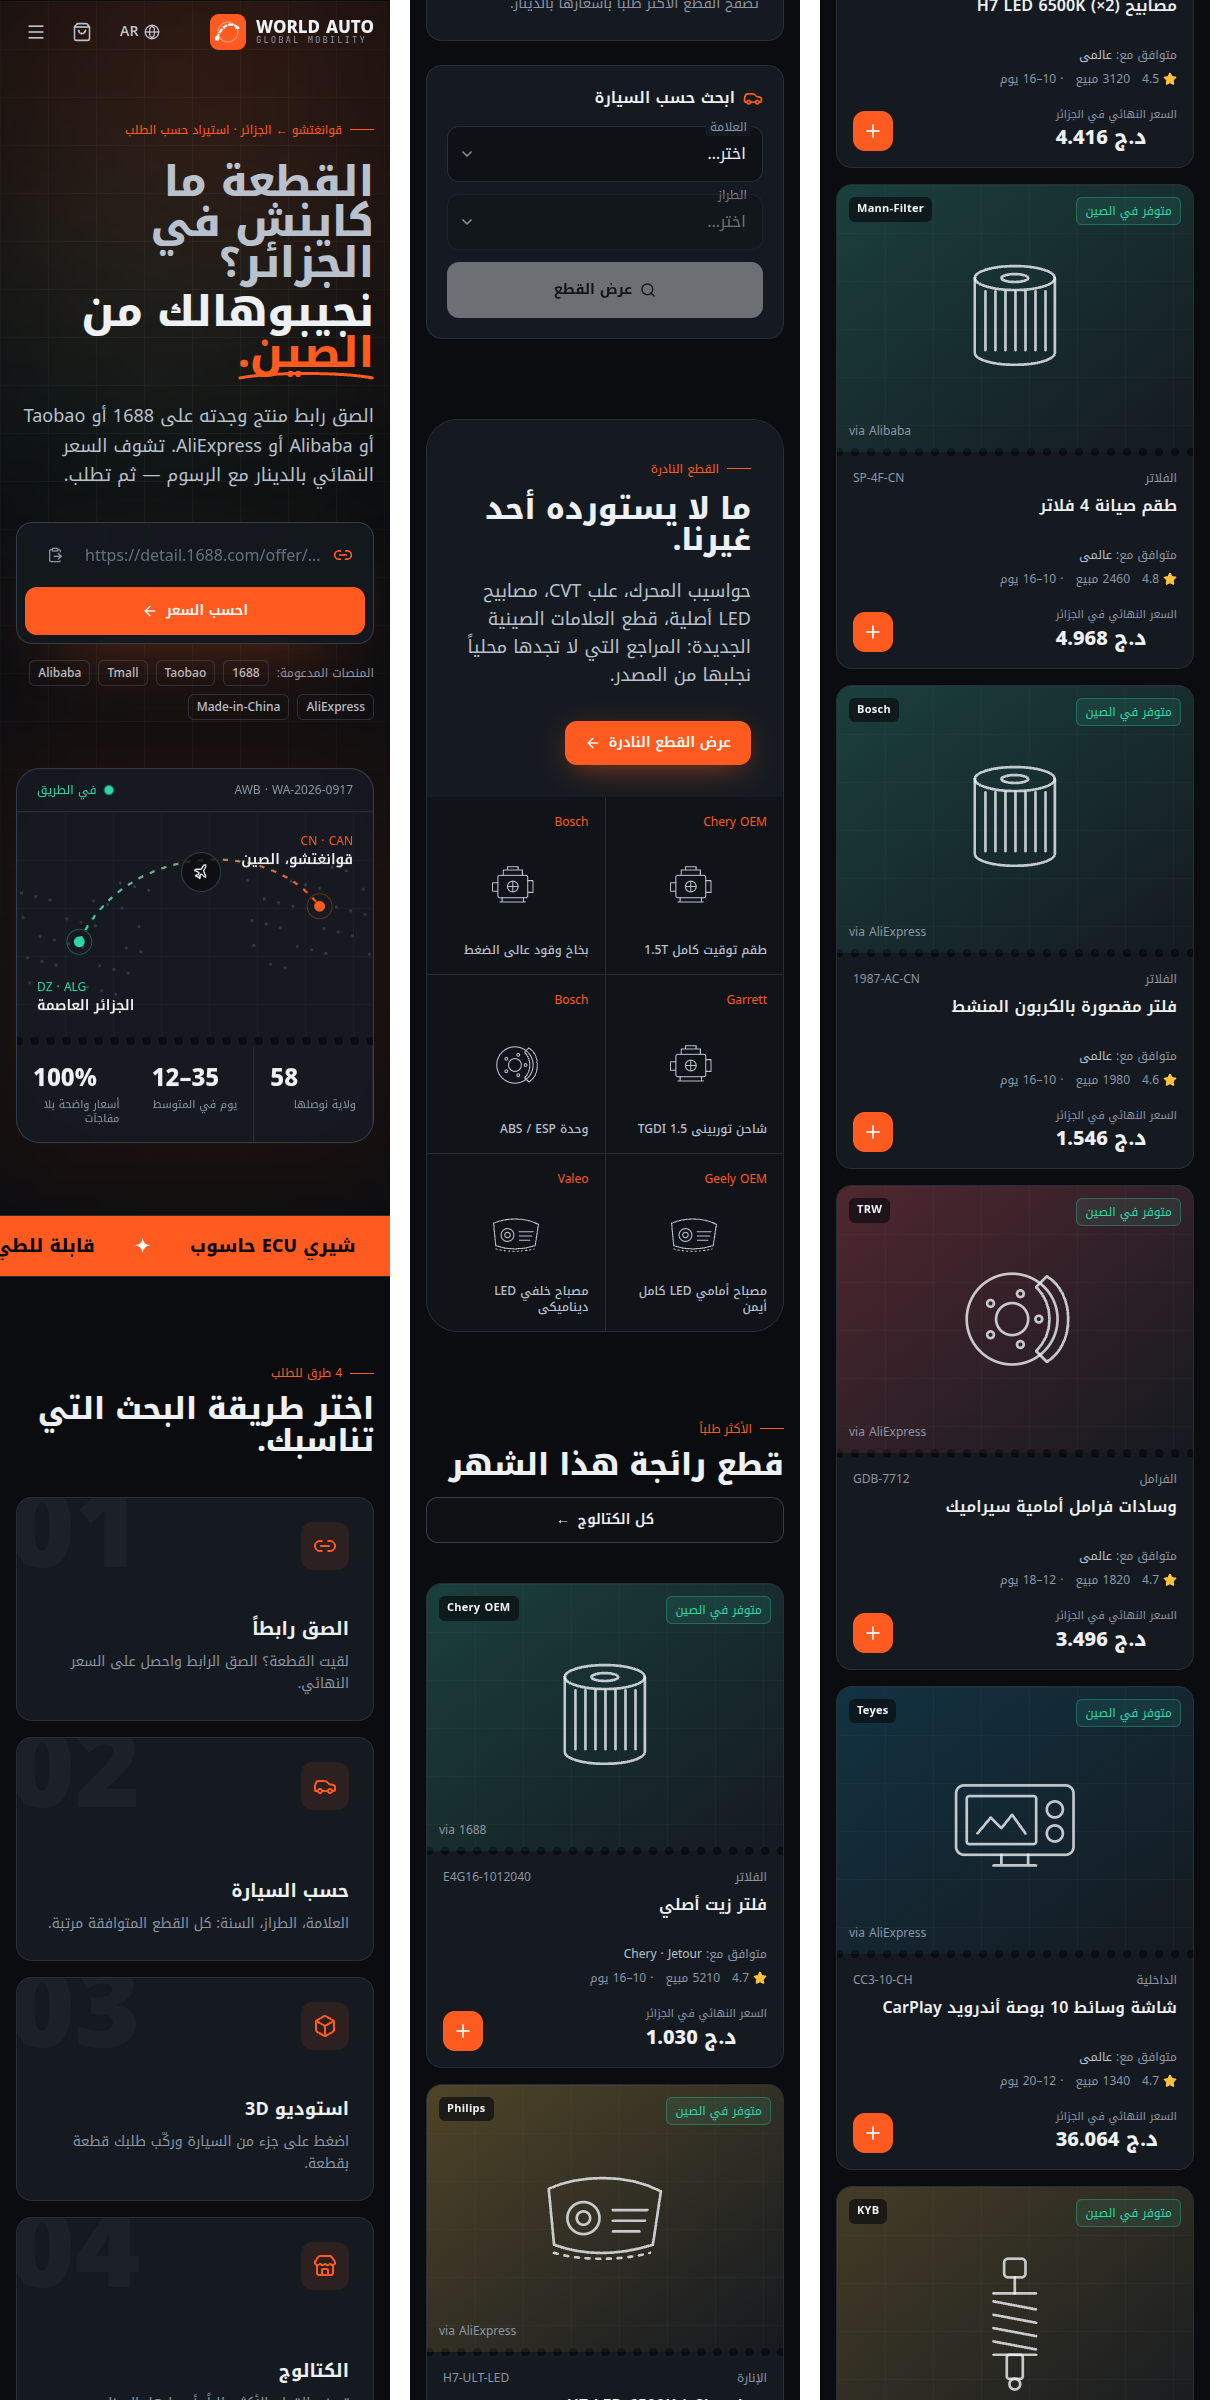 WORLD AUTO
GLOBAL MOBILITY
AR
قوانغتشو ← الجزائر · استيراد حسب الطلب
القطعة ما
كاينش في
الجزائر؟
نجيبوهالك من
الصين.
الصق رابط منتج وجدته على 1688 أو Taobao
أو Alibaba أو AliExpress. تشوف السعر
النهائي بالدينار مع الرسوم — ثم تطلب.
https://detail.1688.com/offer/...
احسب السعر ←
المنصات المدعومة: 1688 Taobao Tmall Alibaba
AliExpress Made-in-China
AWB · WA-2026-0917
في الطريق
CN · CAN
قوانغتشو، الصين
DZ · ALG
الجزائر العاصمة
58
ولاية نوصلها
12–35
يوم في المتوسط
100%
أسعار واضحة بلا
مفاجآت
شيري ECU حاسوب ✦
4 طرق للطلب
اختر طريقة البحث التي
تناسبك.
01
الصق رابطاً
لقيت القطعة؟ الصق الرابط واحصل على السعر
النهائي.
02
حسب السيارة
العلامة، الطراز، السنة: كل القطع المتوافقة مرتبة.
03
استوديو 3D
اضغط على جزء من السيارة وركّب طلبك قطعة
بقطعة.
04
الكتالوج
تصفح القطع الأكثر طلباً بأسعارها بالدينار.
ابحث حسب السيارة
العلامة
اختر...
الطراز
اختر...
عرض القطع
القطع النادرة
ما لا يستورده أحد
غيرنا.
حواسيب المحرك، علب CVT، مصابيح
LED أصلية، قطع العلامات الصينية
الجديدة: المراجع التي لا تجدها محلياً
نجلبها من المصدر.
عرض القطع النادرة ←
Chery OEM
طقم توقيت كامل 1.5T
Bosch
بخاخ وقود عالي الضغط
Garrett
شاحن توربيني 1.5 TGDI
Bosch
وحدة ABS / ESP
Geely OEM
مصباح أمامي LED كامل
أيمن
Valeo
مصباح خلفي LED
ديناميكي
الأكثر طلباً
قطع رائجة هذا الشهر
كل الكتالوج ←
متوفر في الصين
Chery OEM
via 1688
الفلاتر
E4G16-1012040
فلتر زيت أصلي
متوافق مع: Chery · Jetour
4.7 5210 مبيع · 10–16 يوم
السعر النهائي في الجزائر
1.030 د.ج
متوفر في الصين
Philips
via AliExpress
الإنارة
H7-ULT-LED
مصابيح H7 LED 6500K (×2)
متوافق مع: عالمي
4.5 3120 مبيع · 10–16 يوم
السعر النهائي في الجزائر
4.416 د.ج
متوفر في الصين
Mann-Filter
via Alibaba
الفلاتر
SP-4F-CN
طقم صيانة 4 فلاتر
متوافق مع: عالمي
4.8 2460 مبيع · 10–16 يوم
السعر النهائي في الجزائر
4.968 د.ج
متوفر في الصين
Bosch
via AliExpress
الفلاتر
1987-AC-CN
فلتر مقصورة بالكربون المنشط
متوافق مع: عالمي
4.6 1980 مبيع · 10–16 يوم
السعر النهائي في الجزائر
1.546 د.ج
متوفر في الصين
TRW
via AliExpress
الفرامل
GDB-7712
وسادات فرامل أمامية سيراميك
متوافق مع: عالمي
4.7 1820 مبيع · 12–18 يوم
السعر النهائي في الجزائر
3.496 د.ج
متوفر في الصين
Teyes
via AliExpress
الداخلية
CC3-10-CH
شاشة وسائط 10 بوصة أندرويد CarPlay
متوافق مع: عالمي
4.7 1340 مبيع · 12–20 يوم
السعر النهائي في الجزائر
36.064 د.ج
متوفر في الصين
KYB